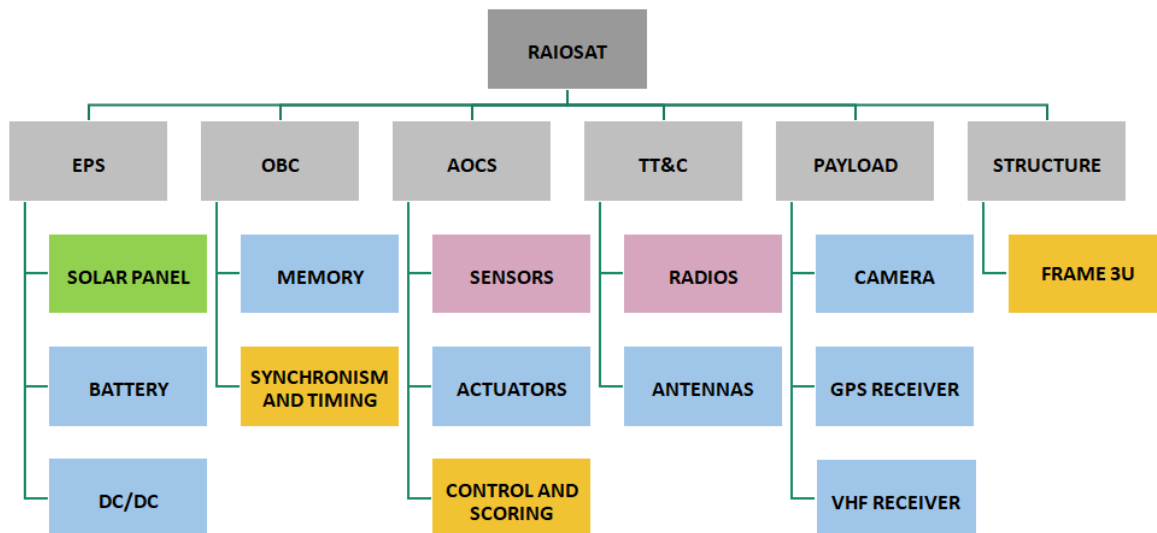 RAIOSAT
EPS
OBC
AOCS
TT&C
PAYLOAD
STRUCTURE
SOLAR PANEL
MEMORY
SENSORS
RADIOS
CAMERA
FRAME 3U
BATTERY
SYNCHRONISM
AND TIMING
ACTUATORS
ANTENNAS
GPS RECEIVER
DC/DC
CONTROL AND
SCORING
VHF RECEIVER